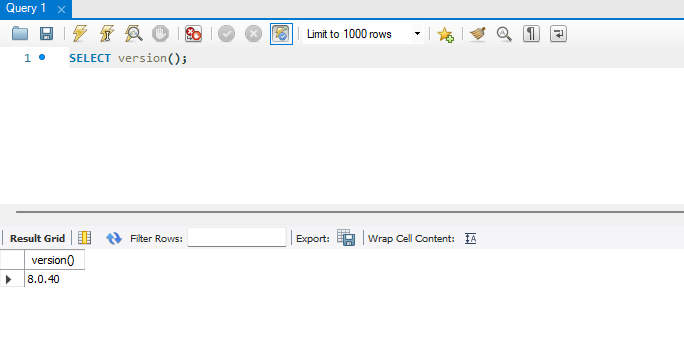 Query 1
Limit to 1000 rows
1 SELECT version();
Result Grid Filter Rows: Export: Wrap Cell Content:
version()
8.0.40